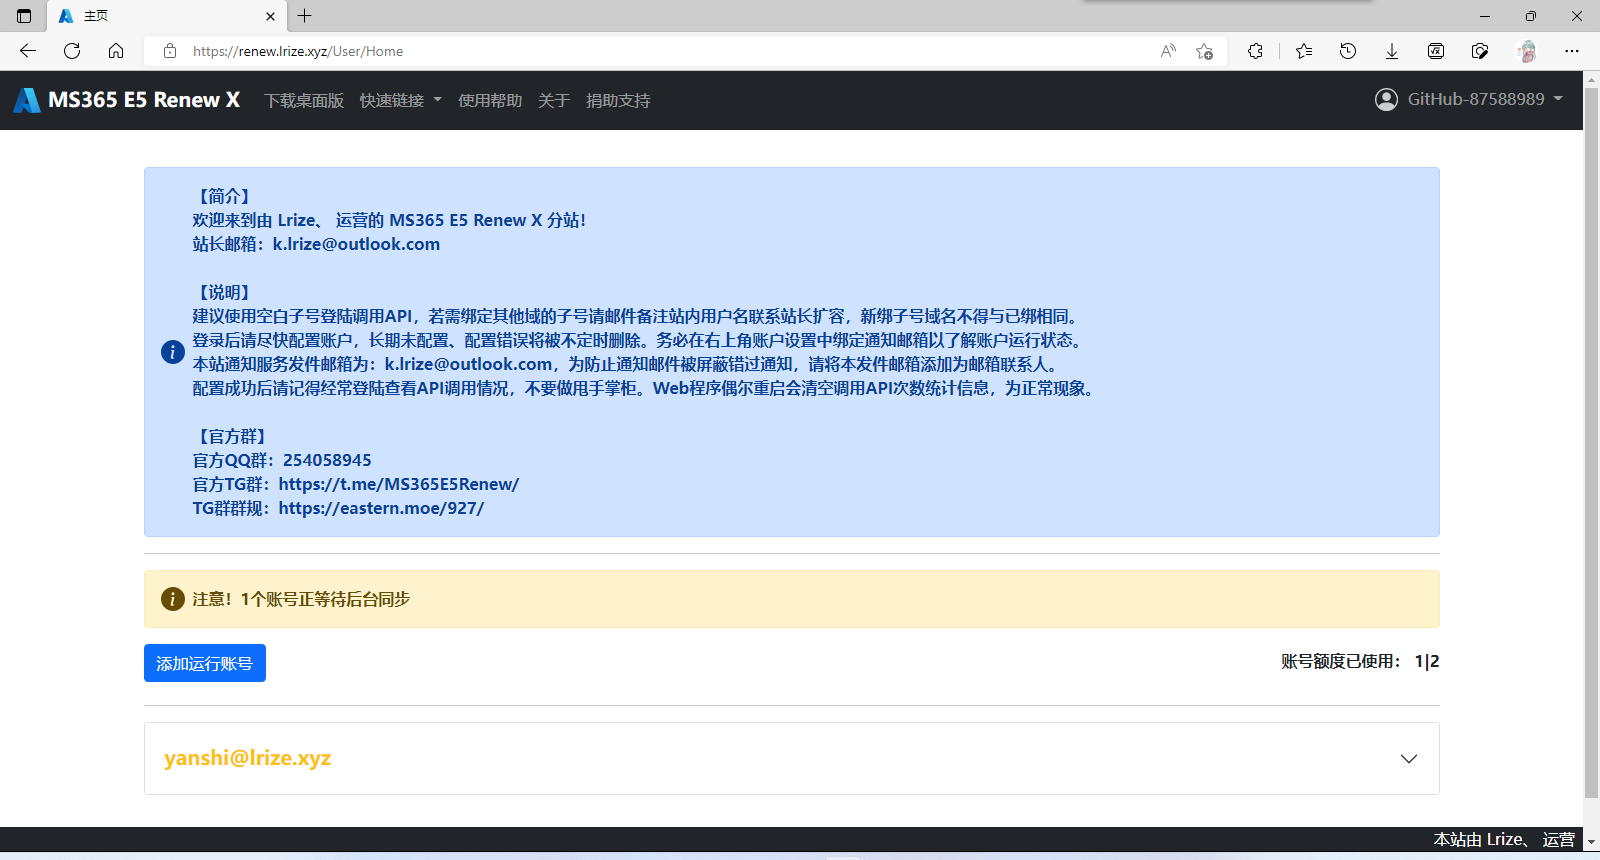 主页
https://renew.lrize.xyz/User/Home
MS365 E5 Renew X 下载桌面版 快速链接 使用帮助 关于 捐助支持 GitHub-87588989
【简介】
欢迎来到由 Lrize、 运营的 MS365 E5 Renew X 分站！
站长邮箱：k.lrize@outlook.com
【说明】
建议使用空白子号登陆调用API，若需绑定其他域的子号请邮件备注站内用户名联系站长扩容，新绑子号域名不得与已绑相同。
登录后请尽快配置账户，长期未配置、配置错误将被不定时删除。务必在右上角账户设置中绑定通知邮箱以了解账户运行状态。
本站通知服务发件邮箱为：k.lrize@outlook.com，为防止通知邮件被屏蔽错过通知，请将本发件邮箱添加为邮箱联系人。
配置成功后请记得经常登陆查看API调用情况，不要做甩手掌柜。Web程序偶尔重启会清空调用API次数统计信息，为正常现象。
【官方群】
官方QQ群：254058945
官方TG群：https://t.me/MS365E5Renew/
TG群群规：https://eastern.moe/927/
注意！1个账号正等待后台同步
添加运行账号 账号额度已使用： 1|2
yanshi@lrize.xyz
本站由 Lrize、 运营